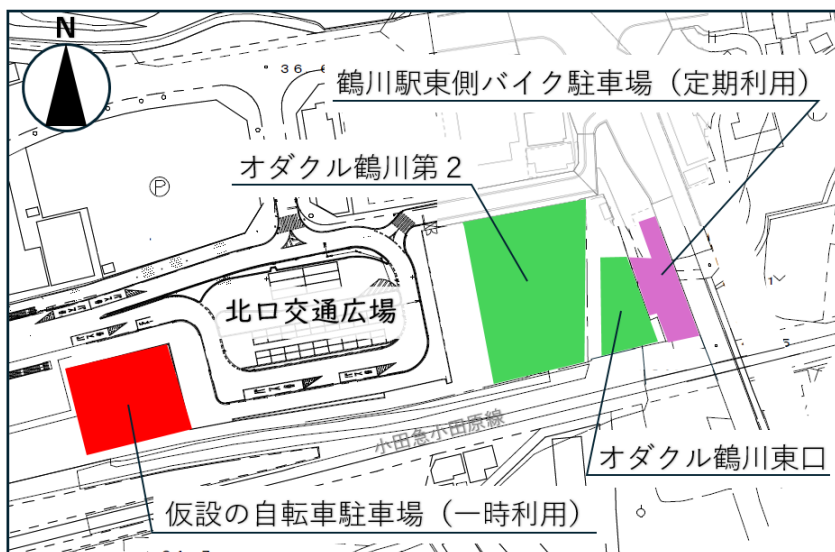 N
３６
鶴川駅東側バイク駐車場（定期利用）
オダクル鶴川第２
Ⓟ
北口交通広場
小田急小田原線
オダクル鶴川東口
仮設の自転車駐車場（一時利用）